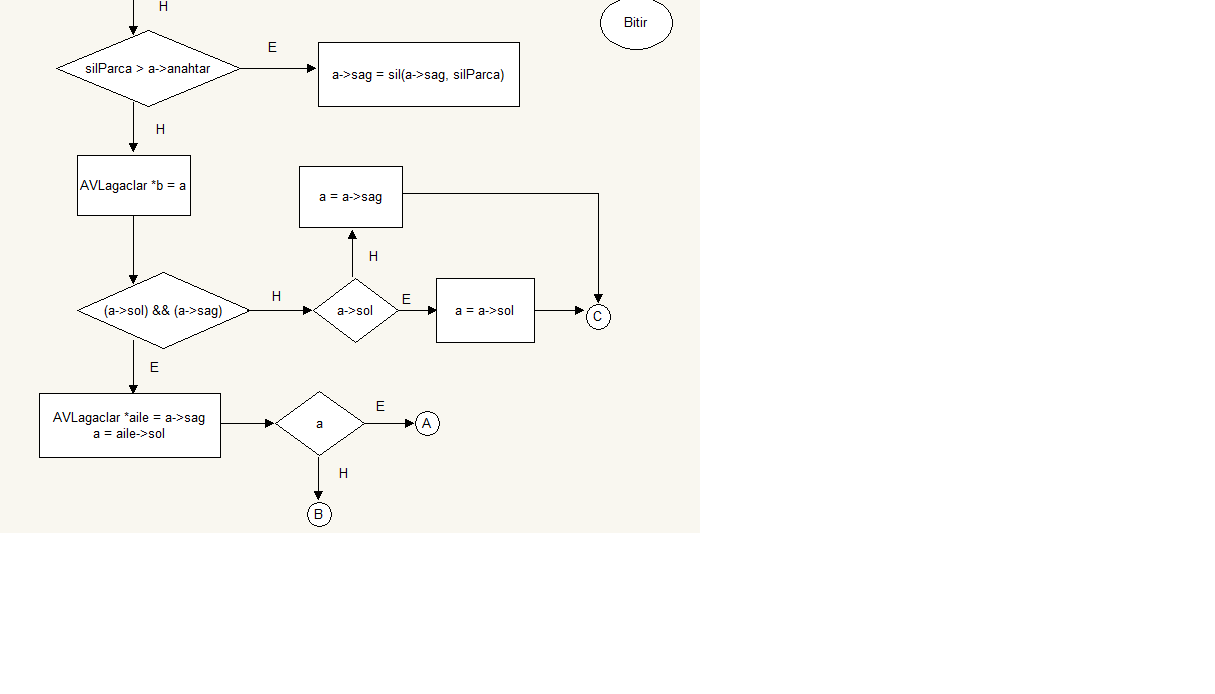 H
Bitir
E
silParca > a->anahtar
a->sag = sil(a->sag, silParca)
H
AVLagaclar *b = a
a = a->sag
H
H
E
(a->sol) && (a->sag)
a->sol
a = a->sol
C
E
AVLagaclar *aile = a->sag
a = aile->sol
E
a
A
H
B